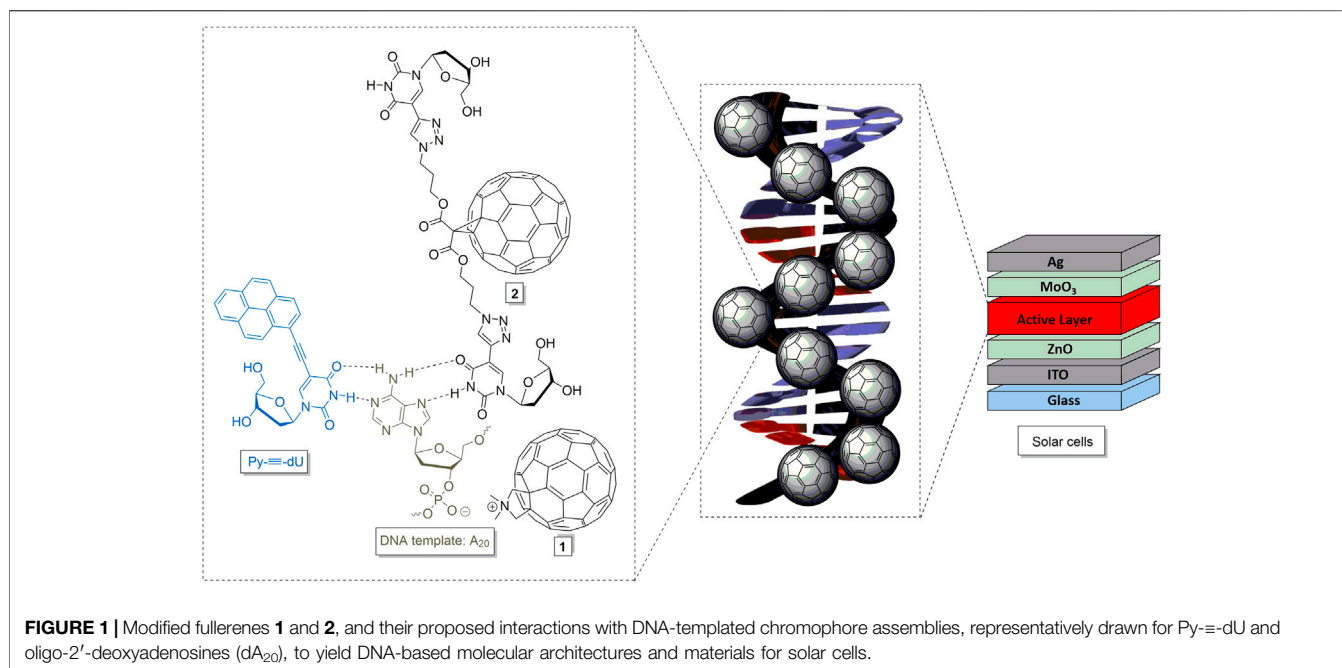 O
OH
N
O
H-N
O
OH
N
N
N
O
O
O
O
2
N
N
N
OH
O
H
H
O
N
O
OH
HO
N-H
N
N
H
N
O
O
HO
N
O
N
N
O
O
Py-≡-dU
O
P
O
O
⊖
N
⊕
DNA template: A20
1
Ag
MoO3
Active Layer
ZnO
ITO
Glass
Solar cells
FIGURE 1 | Modified fullerenes 1 and 2, and their proposed interactions with DNA-templated chromophore assemblies, representatively drawn for Py-≡-dU and
oligo-2′-deoxyadenosines (dA20), to yield DNA-based molecular architectures and materials for solar cells.